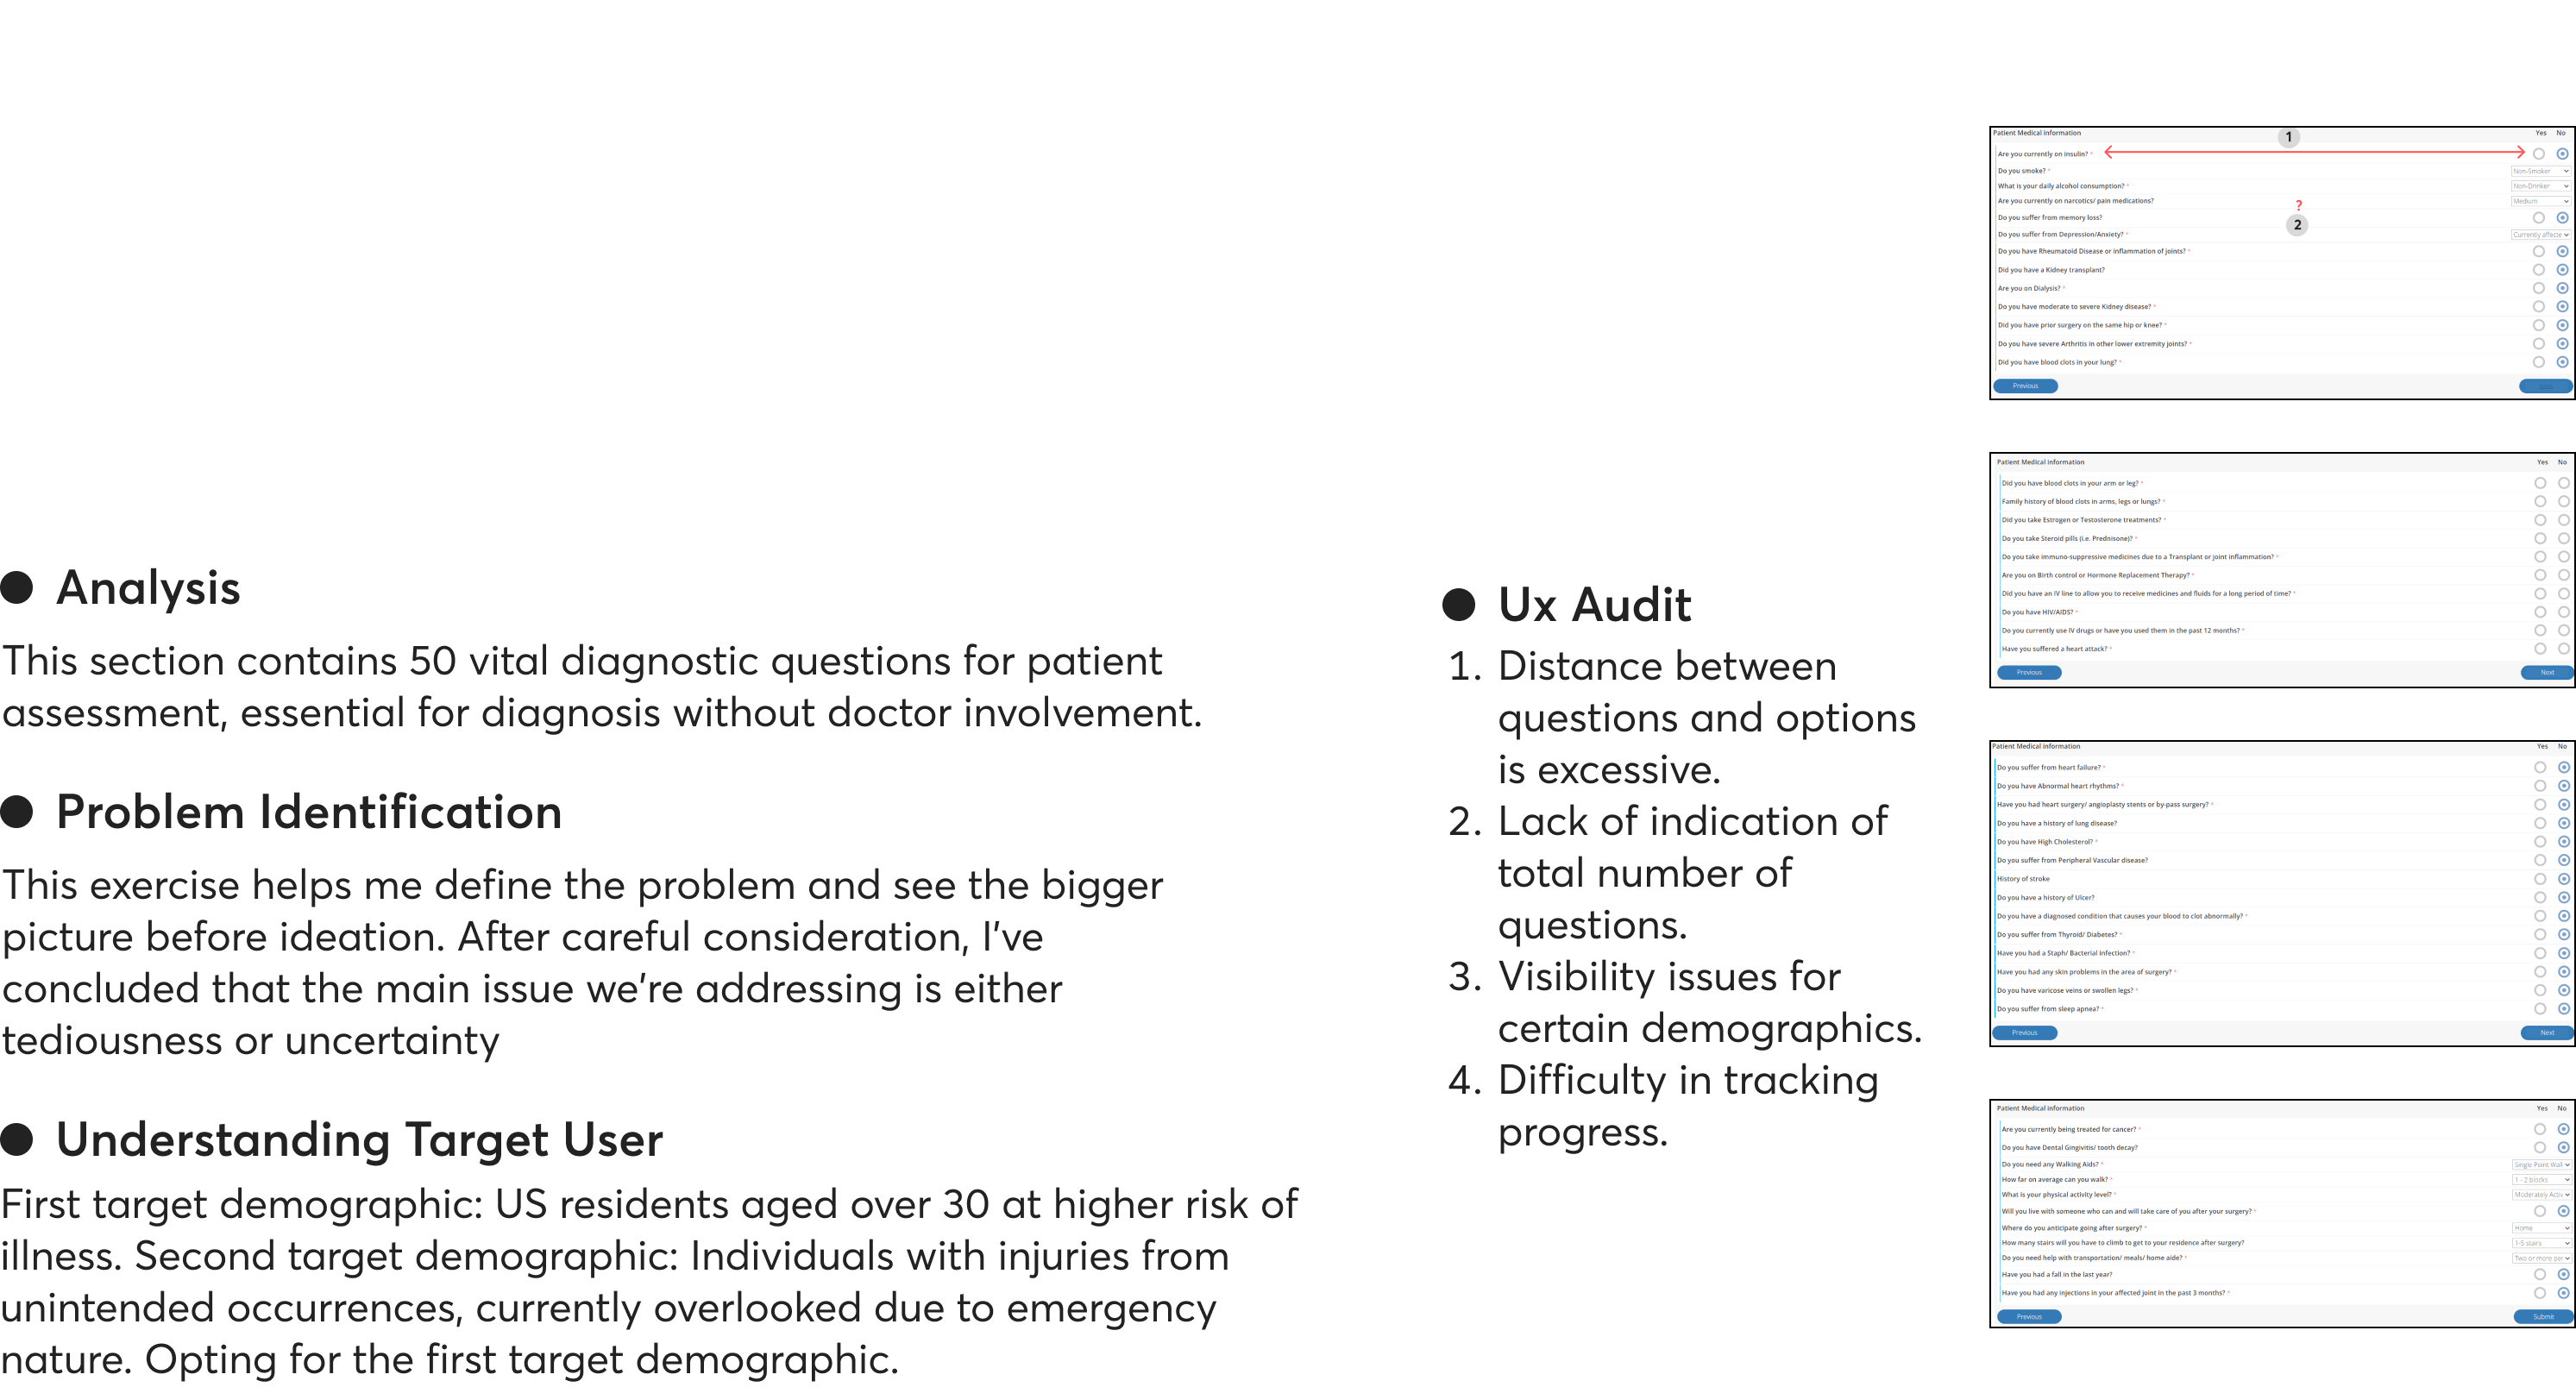 Analysis
This section contains 50 vital diagnostic questions for patient
assessment, essential for diagnosis without doctor involvement.
Problem Identification
This exercise helps me define the problem and see the bigger
picture before ideation. After careful consideration, I've
concluded that the main issue we're addressing is either
tediousness or uncertainty
Understanding Target User
First target demographic: US residents aged over 30 at higher risk of
illness. Second target demographic: Individuals with injuries from
unintended occurrences, currently overlooked due to emergency
nature. Opting for the first target demographic.
Ux Audit
1. Distance between
questions and options
is excessive.
2. Lack of indication of
total number of
questions.
3. Visibility issues for
certain demographics.
4. Difficulty in tracking
progress.
Patient Medical information Yes No
1
Are you currently on insulin? *
Do you smoke? * Non-Smoker
What is your daily alcohol consumption? * Non-Drinker
Are you currently on narcotics/ pain medications? Medium
?
2
Do you suffer from memory loss?
Do you suffer from Depression/Anxiety? * Currently affecte
Do you have Rheumatoid Disease or inflammation of joints? *
Did you have a Kidney transplant?
Are you on Dialysis? *
Do you have moderate to severe Kidney disease? *
Did you have prior surgery on the same hip or knee? *
Do you have severe Arthritis in other lower extremity joints? *
Did you have blood clots in your lung? *
Previous
Patient Medical information Yes No
Did you have blood clots in your arm or leg? *
Family history of blood clots in arms, legs or lungs? *
Did you take Estrogen or Testosterone treatments? *
Do you take Steroid pills (i.e. Prednisone)? *
Do you take immuno-suppressive medicines due to a Transplant or joint inflammation? *
Are you on Birth control or Hormone Replacement Therapy? *
Did you have an IV line to allow you to receive medicines and fluids for a long period of time? *
Do you have HIV/AIDS? *
Do you currently use IV drugs or have you used them in the past 12 months? *
Have you suffered a heart attack? *
Previous Next
Patient Medical information Yes No
Do you suffer from heart failure? *
Do you have Abnormal heart rhythms? *
Have you had heart surgery/ angioplasty stents or by-pass surgery? *
Do you have a history of lung disease?
Do you have High Cholesterol? *
Do you suffer from Peripheral Vascular disease?
History of stroke
Do you have a history of Ulcer?
Do you have a diagnosed condition that causes your blood to clot abnormally? *
Do you suffer from Thyroid/ Diabetes? *
Have you had a Staph/ Bacterial Infection? *
Have you had any skin problems in the area of surgery? *
Do you have varicose veins or swollen legs? *
Do you suffer from sleep apnea? *
Previous Next
Patient Medical information Yes No
Are you currently being treated for cancer? *
Do you have Dental Gingivitis/ tooth decay?
Do you need any Walking Aids? * Single Point Wal
How far on average can you walk? * 1 - 2 blocks
What is your physical activity level? * Moderately Activ
Will you live with someone who can and will take care of you after your surgery? *
Where do you anticipate going after surgery? * Home
How many stairs will you have to climb to get to your residence after surgery? 1-5 stairs
Do you need help with transportation/ meals/ home aide? * Two or more pe
Have you had a fall in the last year?
Have you had any injections in your affected joint in the past 3 months? *
Previous Submit